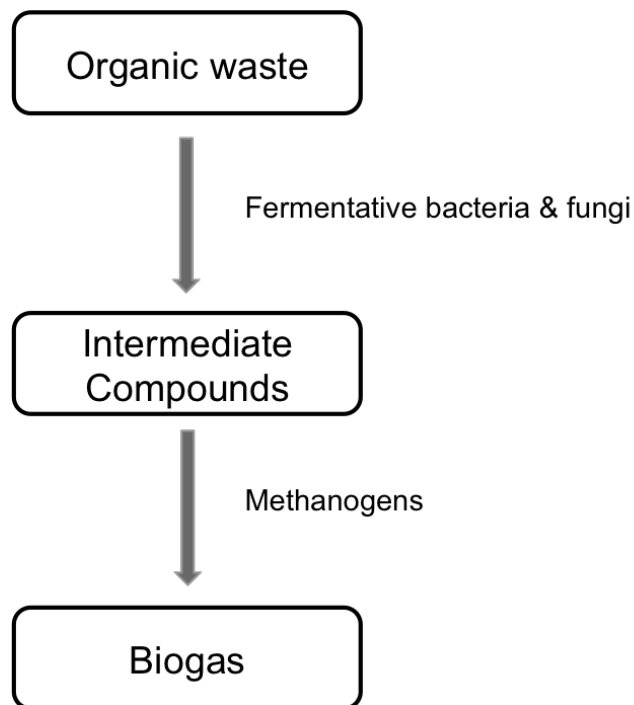 Organic waste
Fermentative bacteria & fungi
Intermediate
Compounds
Methanogens
Biogas